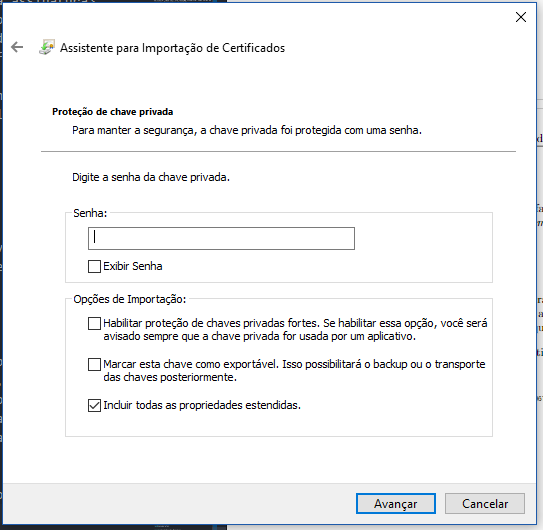 Assistente para Importação de Certificados
Proteção de chave privada
Para manter a segurança, a chave privada foi protegida com uma senha.
Digite a senha da chave privada.
Senha:
Exibir Senha
Opções de Importação:
Habilitar proteção de chaves privadas fortes. Se habilitar essa opção, você será
avisado sempre que a chave privada for usada por um aplicativo.
Marcar esta chave como exportável. Isso possibilitará o backup ou o transporte
das chaves posteriormente.
Incluir todas as propriedades estendidas.
Avançar
Cancelar